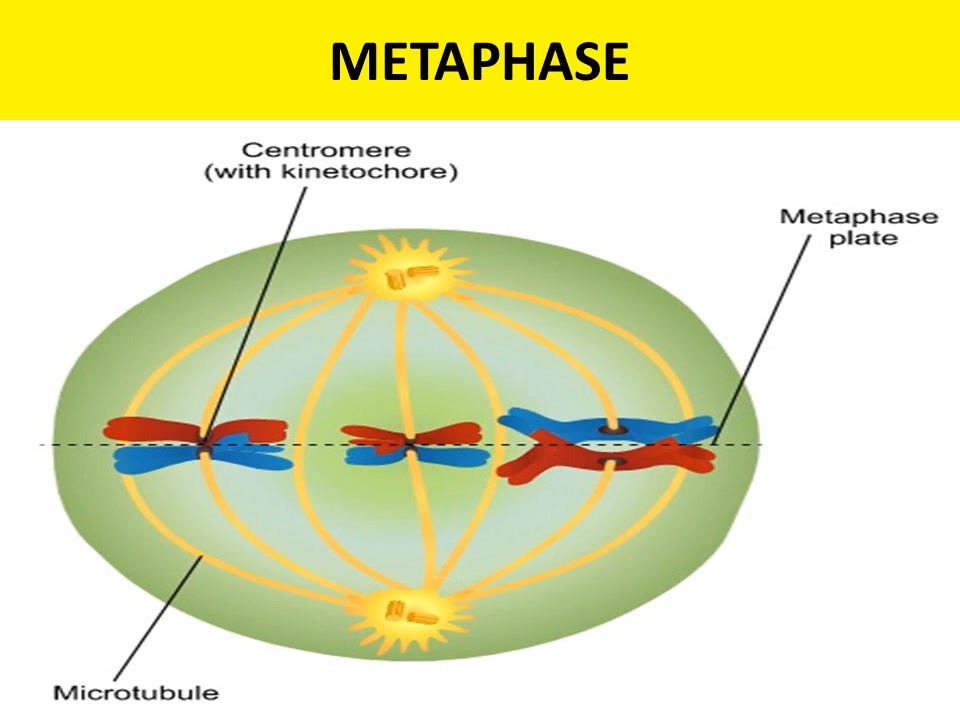 METAPHASE
Centromere
(with kinetochore)
Metaphase
plate
Microtubule